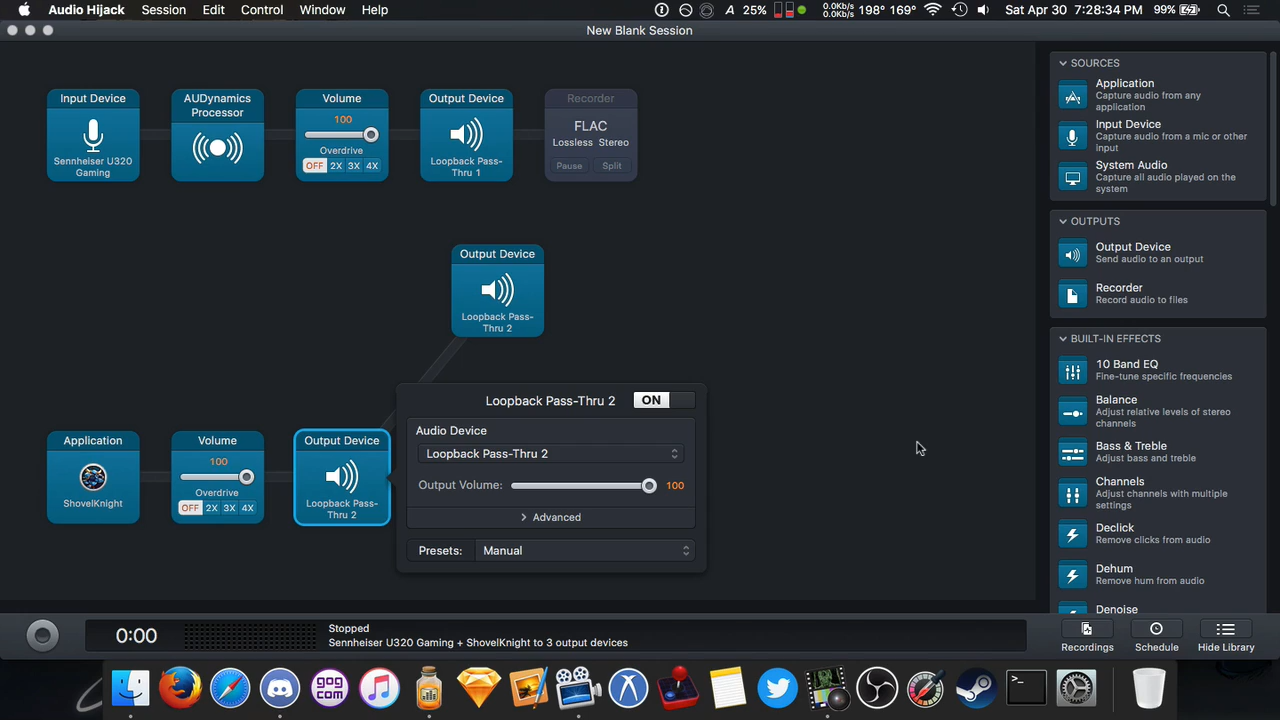 Audio Hijack Session Edit Control Window Help
A 25% 0.0Kb/s 0.0Kb/s 198° 169° Sat Apr 30 7:28:34 PM 99%
New Blank Session
Input Device
Sennheiser U320
Gaming
AUDynamics
Processor
Volume
100
Overdrive
OFF 2X 3X 4X
Output Device
Loopback Pass-
Thru 1
Recorder
FLAC
Lossless Stereo
Pause Split
Output Device
Loopback Pass-
Thru 2
Application
ShovelKnight
Volume
100
Overdrive
OFF 2X 3X 4X
Output Device
Loopback Pass-
Thru 2
Loopback Pass-Thru 2 ON
Audio Device
Loopback Pass-Thru 2
Output Volume: 100
Advanced
Presets: Manual
SOURCES
Application
Capture audio from any
application
Input Device
Capture audio from a mic or other
input
System Audio
Capture all audio played on the
system
OUTPUTS
Output Device
Send audio to an output
Recorder
Record audio to files
BUILT-IN EFFECTS
10 Band EQ
Fine-tune specific frequencies
Balance
Adjust relative levels of stereo
channels
Bass & Treble
Adjust bass and treble
Channels
Adjust channels with multiple
settings
Declick
Remove clicks from audio
Dehum
Remove hum from audio
Denoise
0:00
Stopped
Sennheiser U320 Gaming + ShovelKnight to 3 output devices
Recordings Schedule Hide Library
GOG
COM
>_